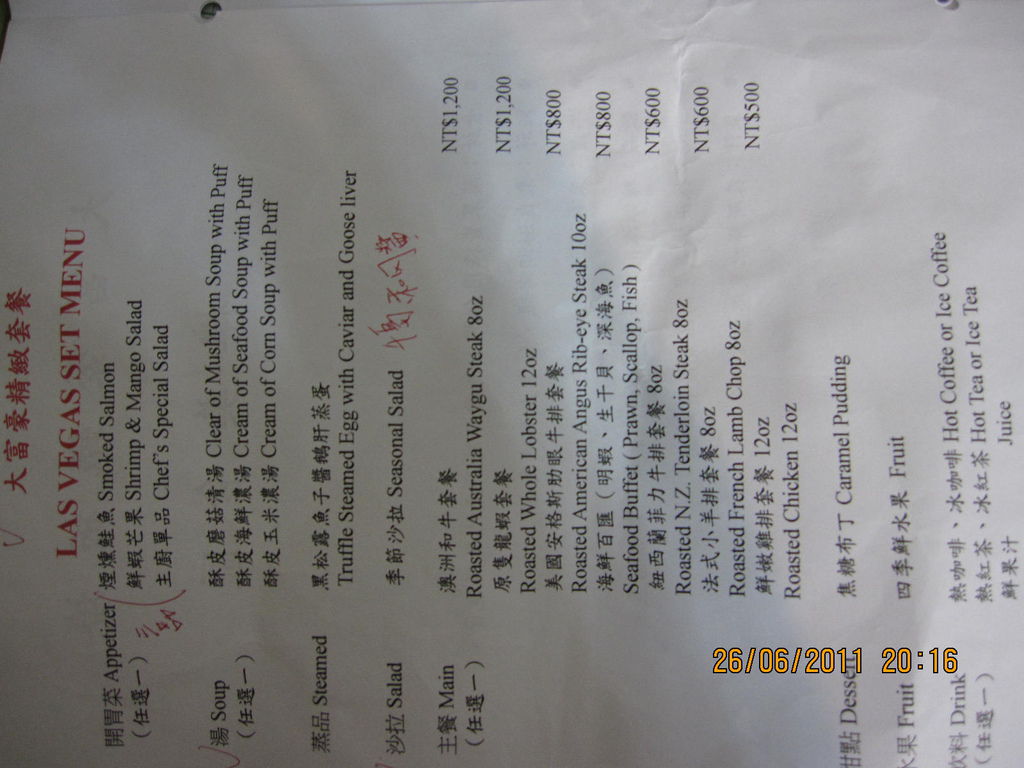 大富豪精緻套餐
LAS VEGAS SET MENU
開胃菜 Appetizer 煙燻鮭魚 Smoked Salmon
(任選一) 鮮蝦芒果 Shrimp & Mango Salad
主廚單品 Chef's Special Salad
湯 Soup 酥皮磨菇清湯 Clear of Mushroom Soup with Puff
(任選一) 酥皮海鮮濃湯 Cream of Seafood Soup with Puff
酥皮玉米濃湯 Cream of Corn Soup with Puff
蒸品 Steamed 黑松露魚子醬鵝肝蒸蛋
Truffle Steamed Egg with Caviar and Goose liver
沙拉 Salad 季節沙拉 Seasonal Salad
主餐 Main 澳洲和牛套餐 NT$1,200
(任選一) Roasted Australia Waygu Steak 8oz
原隻龍蝦套餐 NT$1,200
Roasted Whole Lobster 12oz
美國安格斯肋眼牛排套餐 NT$800
Roasted American Angus Rib-eye Steak 10oz
海鮮百匯(明蝦、生干貝、深海魚) NT$800
Seafood Buffet ( Prawn, Scallop, Fish )
紐西蘭菲力牛排套餐 8oz NT$600
Roasted N.Z. Tenderloin Steak 8oz
法式小羊排套餐 8oz NT$600
Roasted French Lamb Chop 8oz
鮮嫩雞排套餐 12oz NT$500
Roasted Chicken 12oz
甜點 Dessert 焦糖布丁 Caramel Pudding
水果 Fruit 四季鮮水果 Fruit
飲料 Drink 熱咖啡、冰咖啡 Hot Coffee or Ice Coffee
(任選一) 熱紅茶、冰紅茶 Hot Tea or Ice Tea
鮮果汁 Juice
26/06/2011 20:16